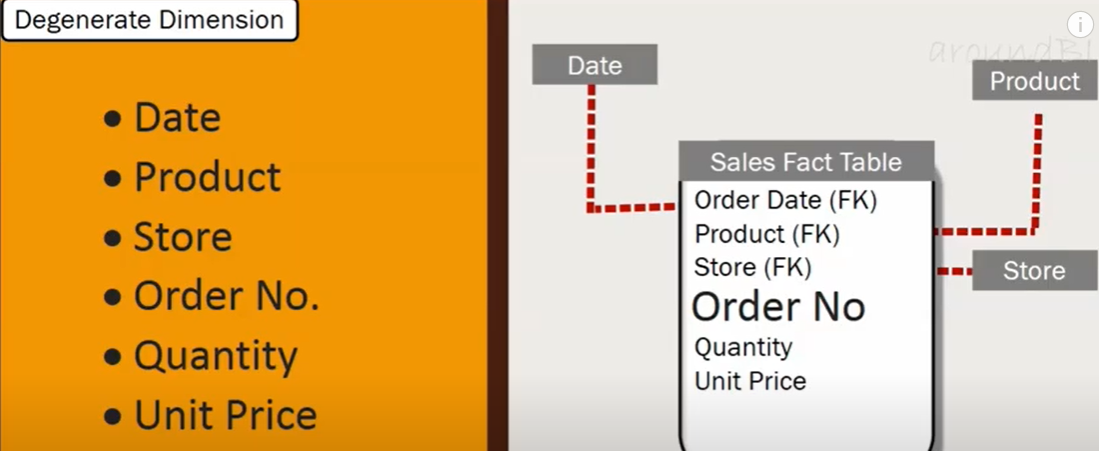 Degenerate Dimension
• Date
• Product
• Store
• Order No.
• Quantity
• Unit Price
aroundBI
Date
Product
Sales Fact Table
Order Date (FK)
Product (FK)
Store (FK)
Store
Order No
Quantity
Unit Price
i